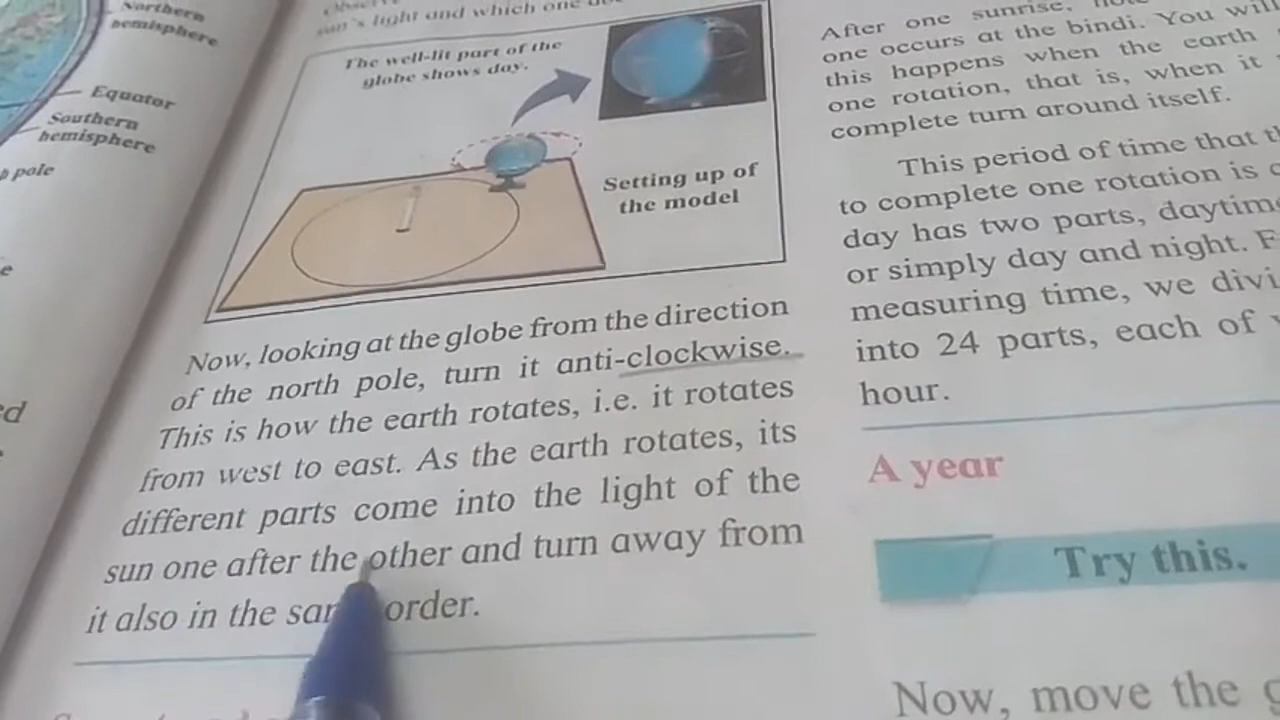 Northern
hemisphere
Equator
Southern
hemisphere
pole
sun's light and which one
The well-lit part of the
globe shows day.
Setting up of
the model
Now, looking at the globe from the direction
of the north pole, turn it anti-clockwise.
This is how the earth rotates, i.e. it rotates
from west to east. As the earth rotates, its
different parts come into the light of the
sun one after the other and turn away from
it also in the order.
After one sunrise,
one occurs at the bindi. You will
this happens when the earth
one rotation, that is, when it
complete turn around itself.
This period of time that
to complete one rotation is
day has two parts,
or simply day and night.
measuring time, we
into 24 parts, each of
hour.
A year
Try this.
Now, move the